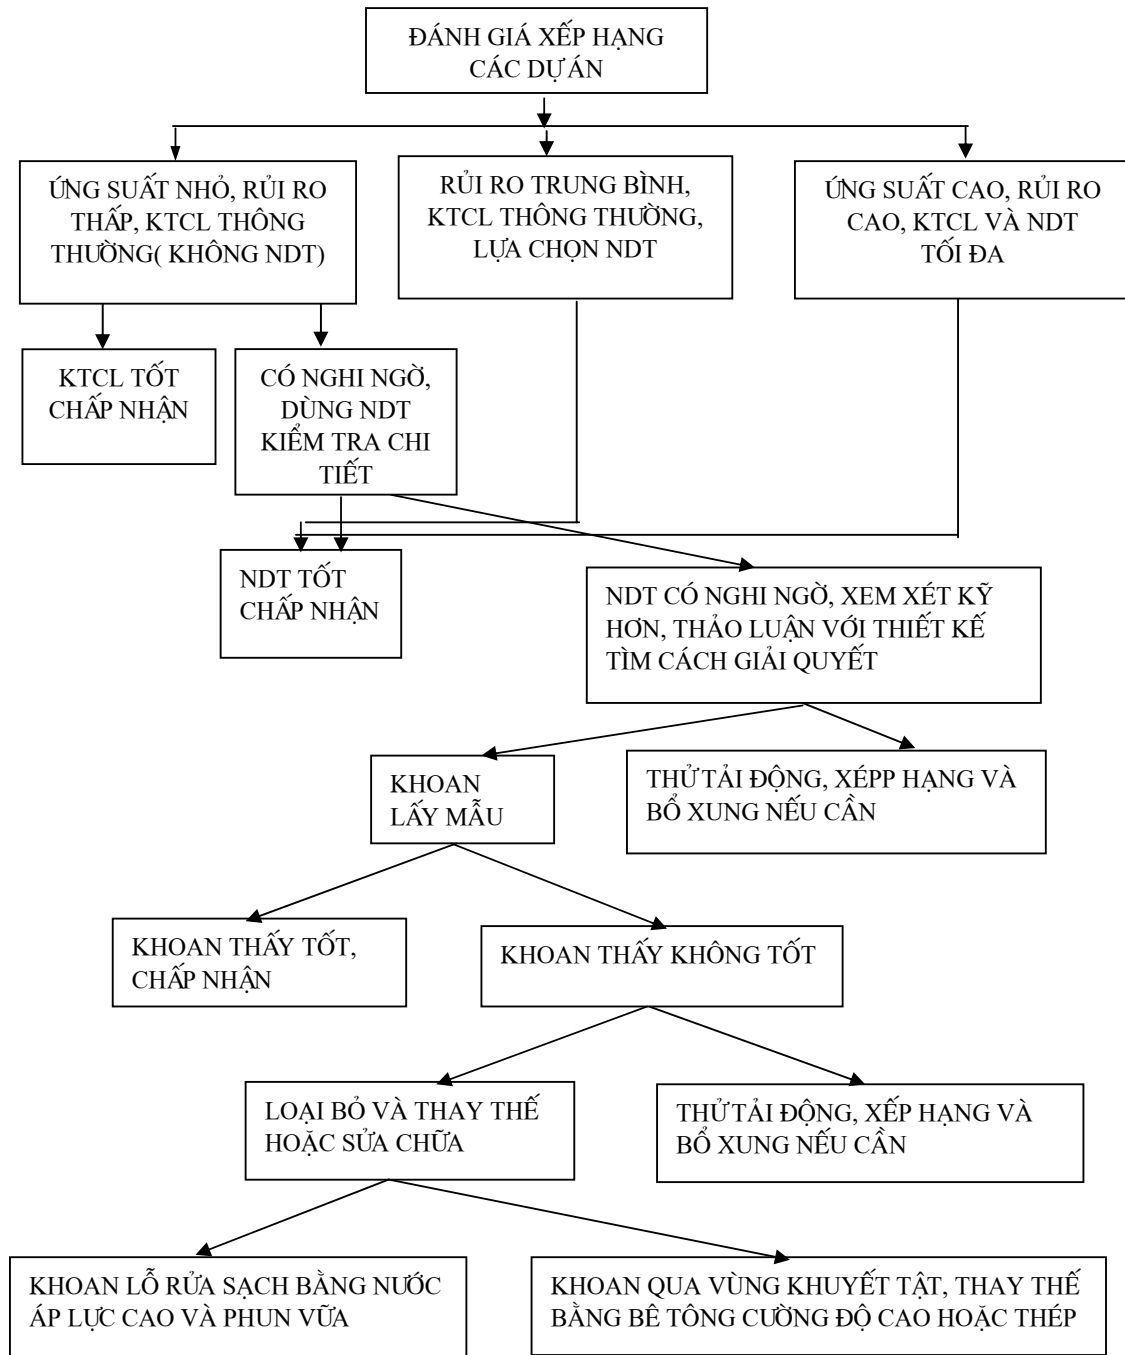 ĐÁNH GIÁ XẾP HẠNG
CÁC DỰ ÁN
ỨNG SUẤT NHỎ, RỦI RO
THẤP, KTCL THÔNG
THƯỜNG( KHÔNG NDT)
RỦI RO TRUNG BÌNH,
KTCL THÔNG THƯỜNG,
LỰA CHỌN NDT
ỨNG SUẤT CAO, RỦI RO
CAO, KTCL VÀ NDT
TỐI ĐA
KTCL TỐT
CHẤP NHẬN
CÓ NGHI NGỜ,
DÙNG NDT
KIỂM TRA CHI
TIẾT
NDT TỐT
CHẤP NHẬN
NDT CÓ NGHI NGỜ, XEM XÉT KỸ
HƠN, THẢO LUẬN VỚI THIẾT KẾ
TÌM CÁCH GIẢI QUYẾT
KHOAN
LẤY MẪU
THỬ TẢI ĐỘNG, XÉPP HẠNG VÀ
BỔ XUNG NẾU CẦN
KHOAN THẤY TỐT,
CHẤP NHẬN
KHOAN THẤY KHÔNG TỐT
LOẠI BỎ VÀ THAY THẾ
HOẶC SỬA CHỮA
THỬ TẢI ĐỘNG, XẾP HẠNG VÀ
BỔ XUNG NẾU CẦN
KHOAN LỖ RỬA SẠCH BẰNG NƯỚC
ÁP LỰC CAO VÀ PHUN VỮA
KHOAN QUA VÙNG KHUYẾT TẬT, THAY THẾ
BẰNG BÊ TÔNG CƯỜNG ĐỘ CAO HOẶC THÉP